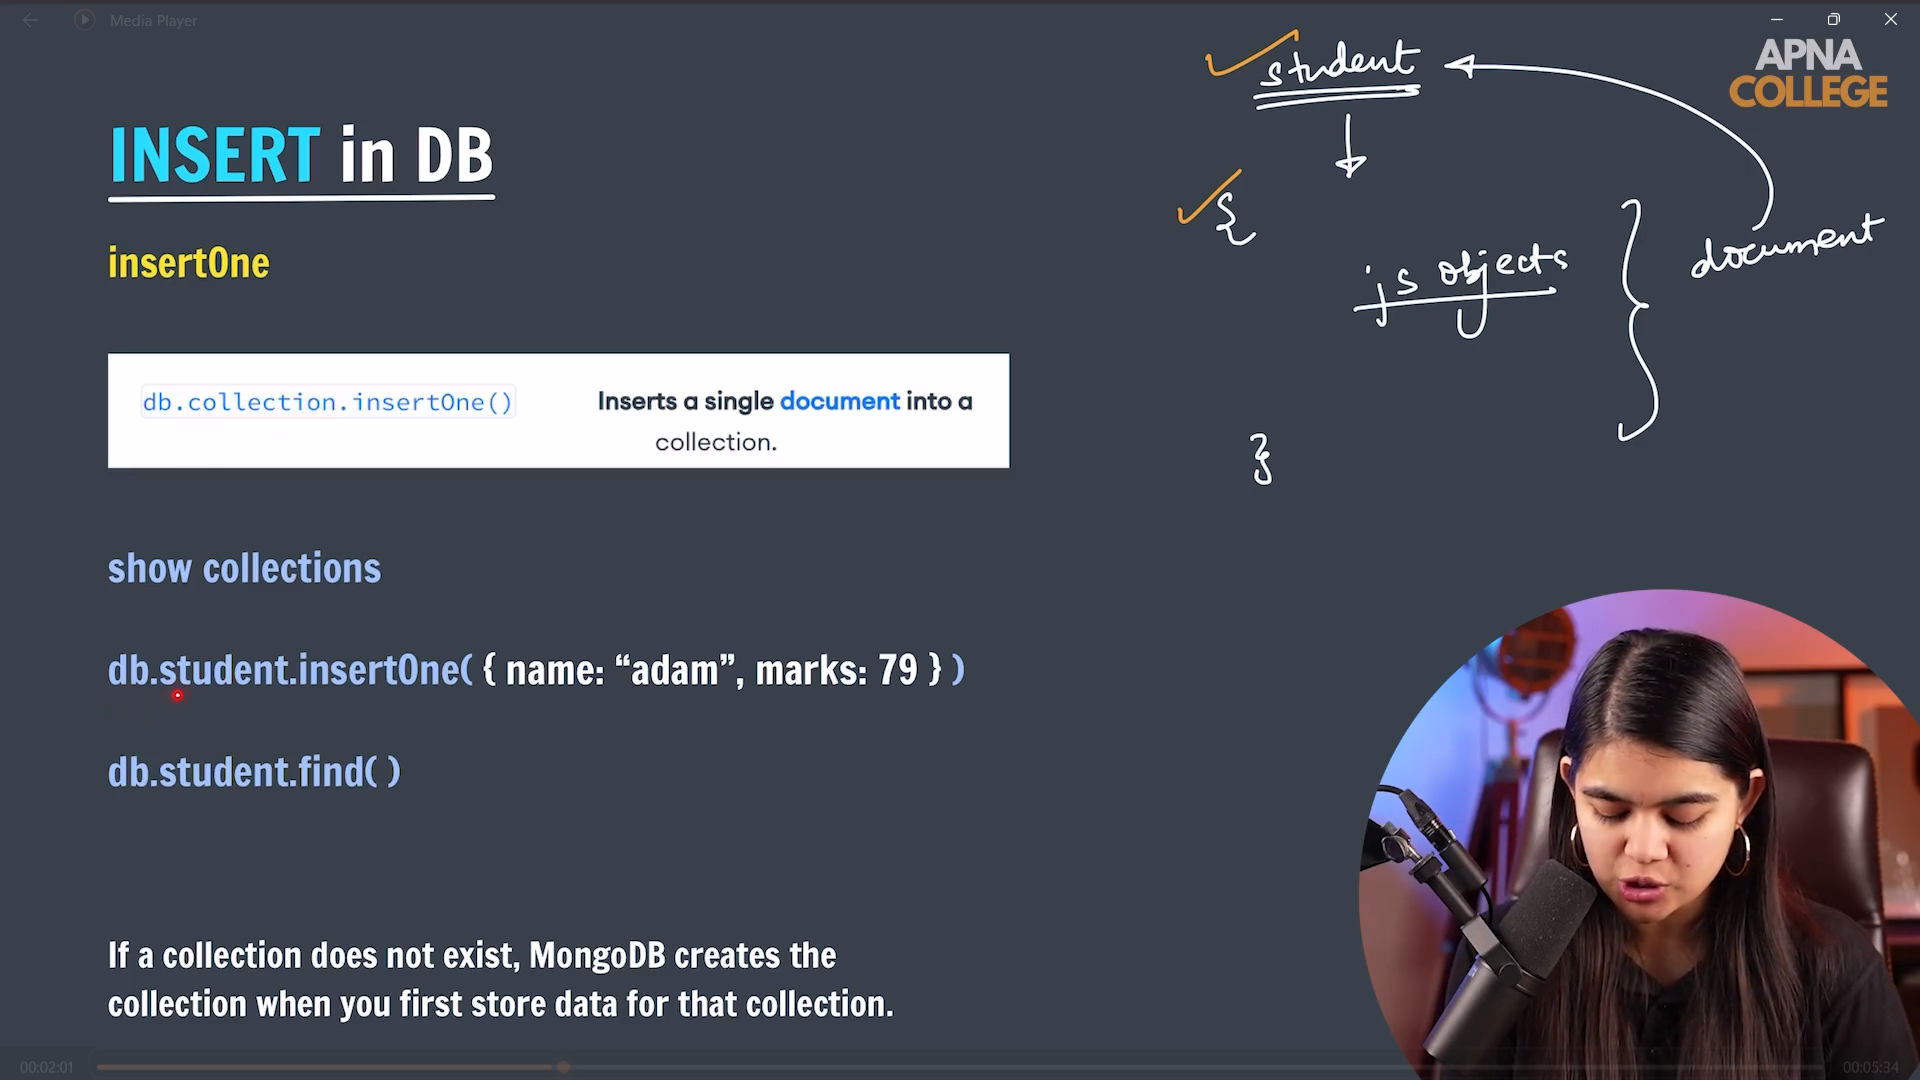 Media Player
APNA
COLLEGE
student
INSERT in DB
{
document
js objects
insertOne
db.collection.insertOne()
Inserts a single document into a
collection.
}
show collections
db.student.insertOne( { name: “adam”, marks: 79 } )
db.student.find( )
If a collection does not exist, MongoDB creates the
collection when you first store data for that collection.
00:02:01
00:05:34